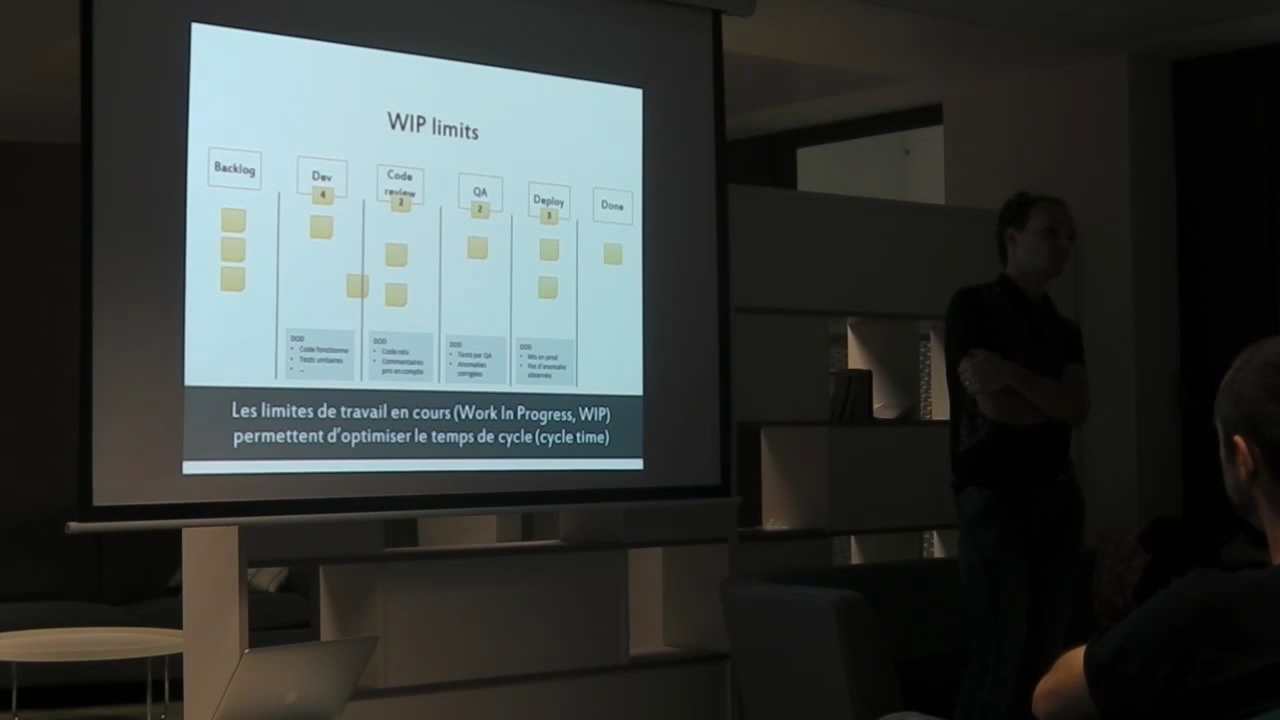 WIP limits
Backlog
Dev
4
Code
review
2
QA
2
Deploy
3
Done
DOD
• Code fonctionne
• Tests unitaires
• ...
DOD
• Code relu
• Commentaires
pris en compte
DOD
• Testé par QA
• Anomalies
corrigées
DOD
• Mis en prod
• Pas d'anomalie
observée
Les limites de travail en cours (Work In Progress, WIP)
permettent d'optimiser le temps de cycle (cycle time)